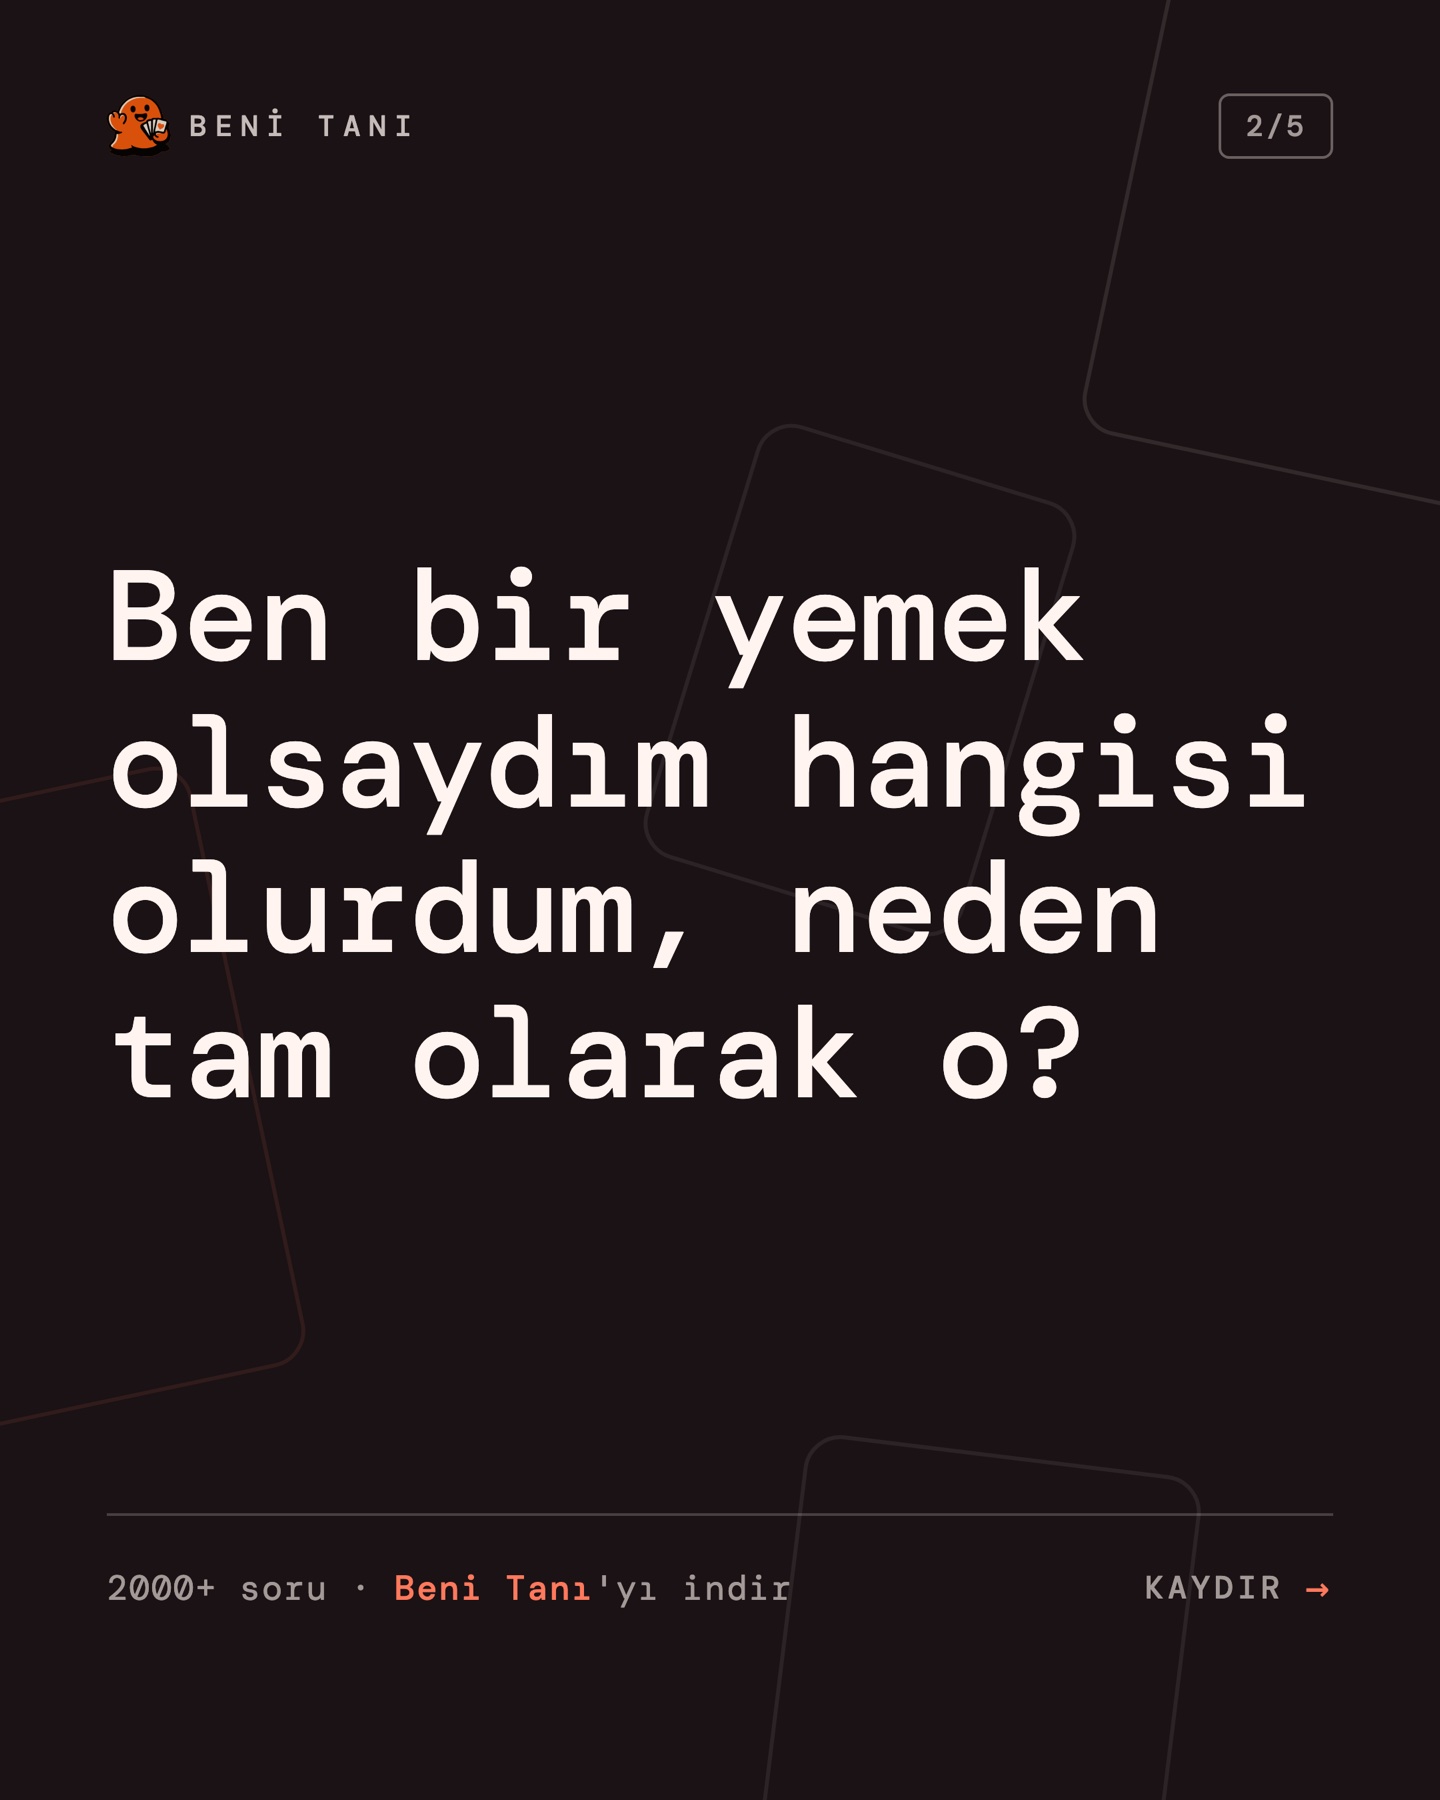 BENİ TANI
2/5
Ben bir yemek
olsaydım hangisi
olurdum, neden
tam olarak o?
2000+ soru · Beni Tanı'yı indir
KAYDIR →